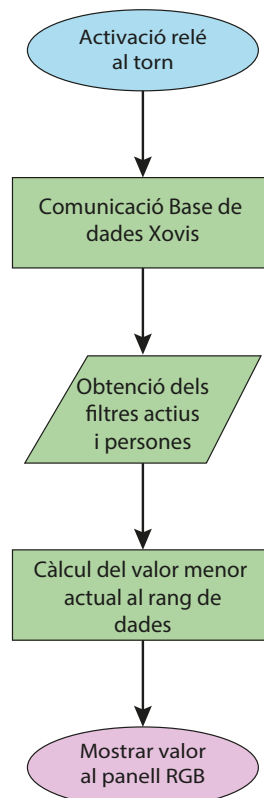 Activació relé
al torn
Comunicació Base de
dades Xovis
Obtenció dels
filtres actius
i persones
Càlcul del valor menor
actual al rang de
dades
Mostrar valor
al panell RGB